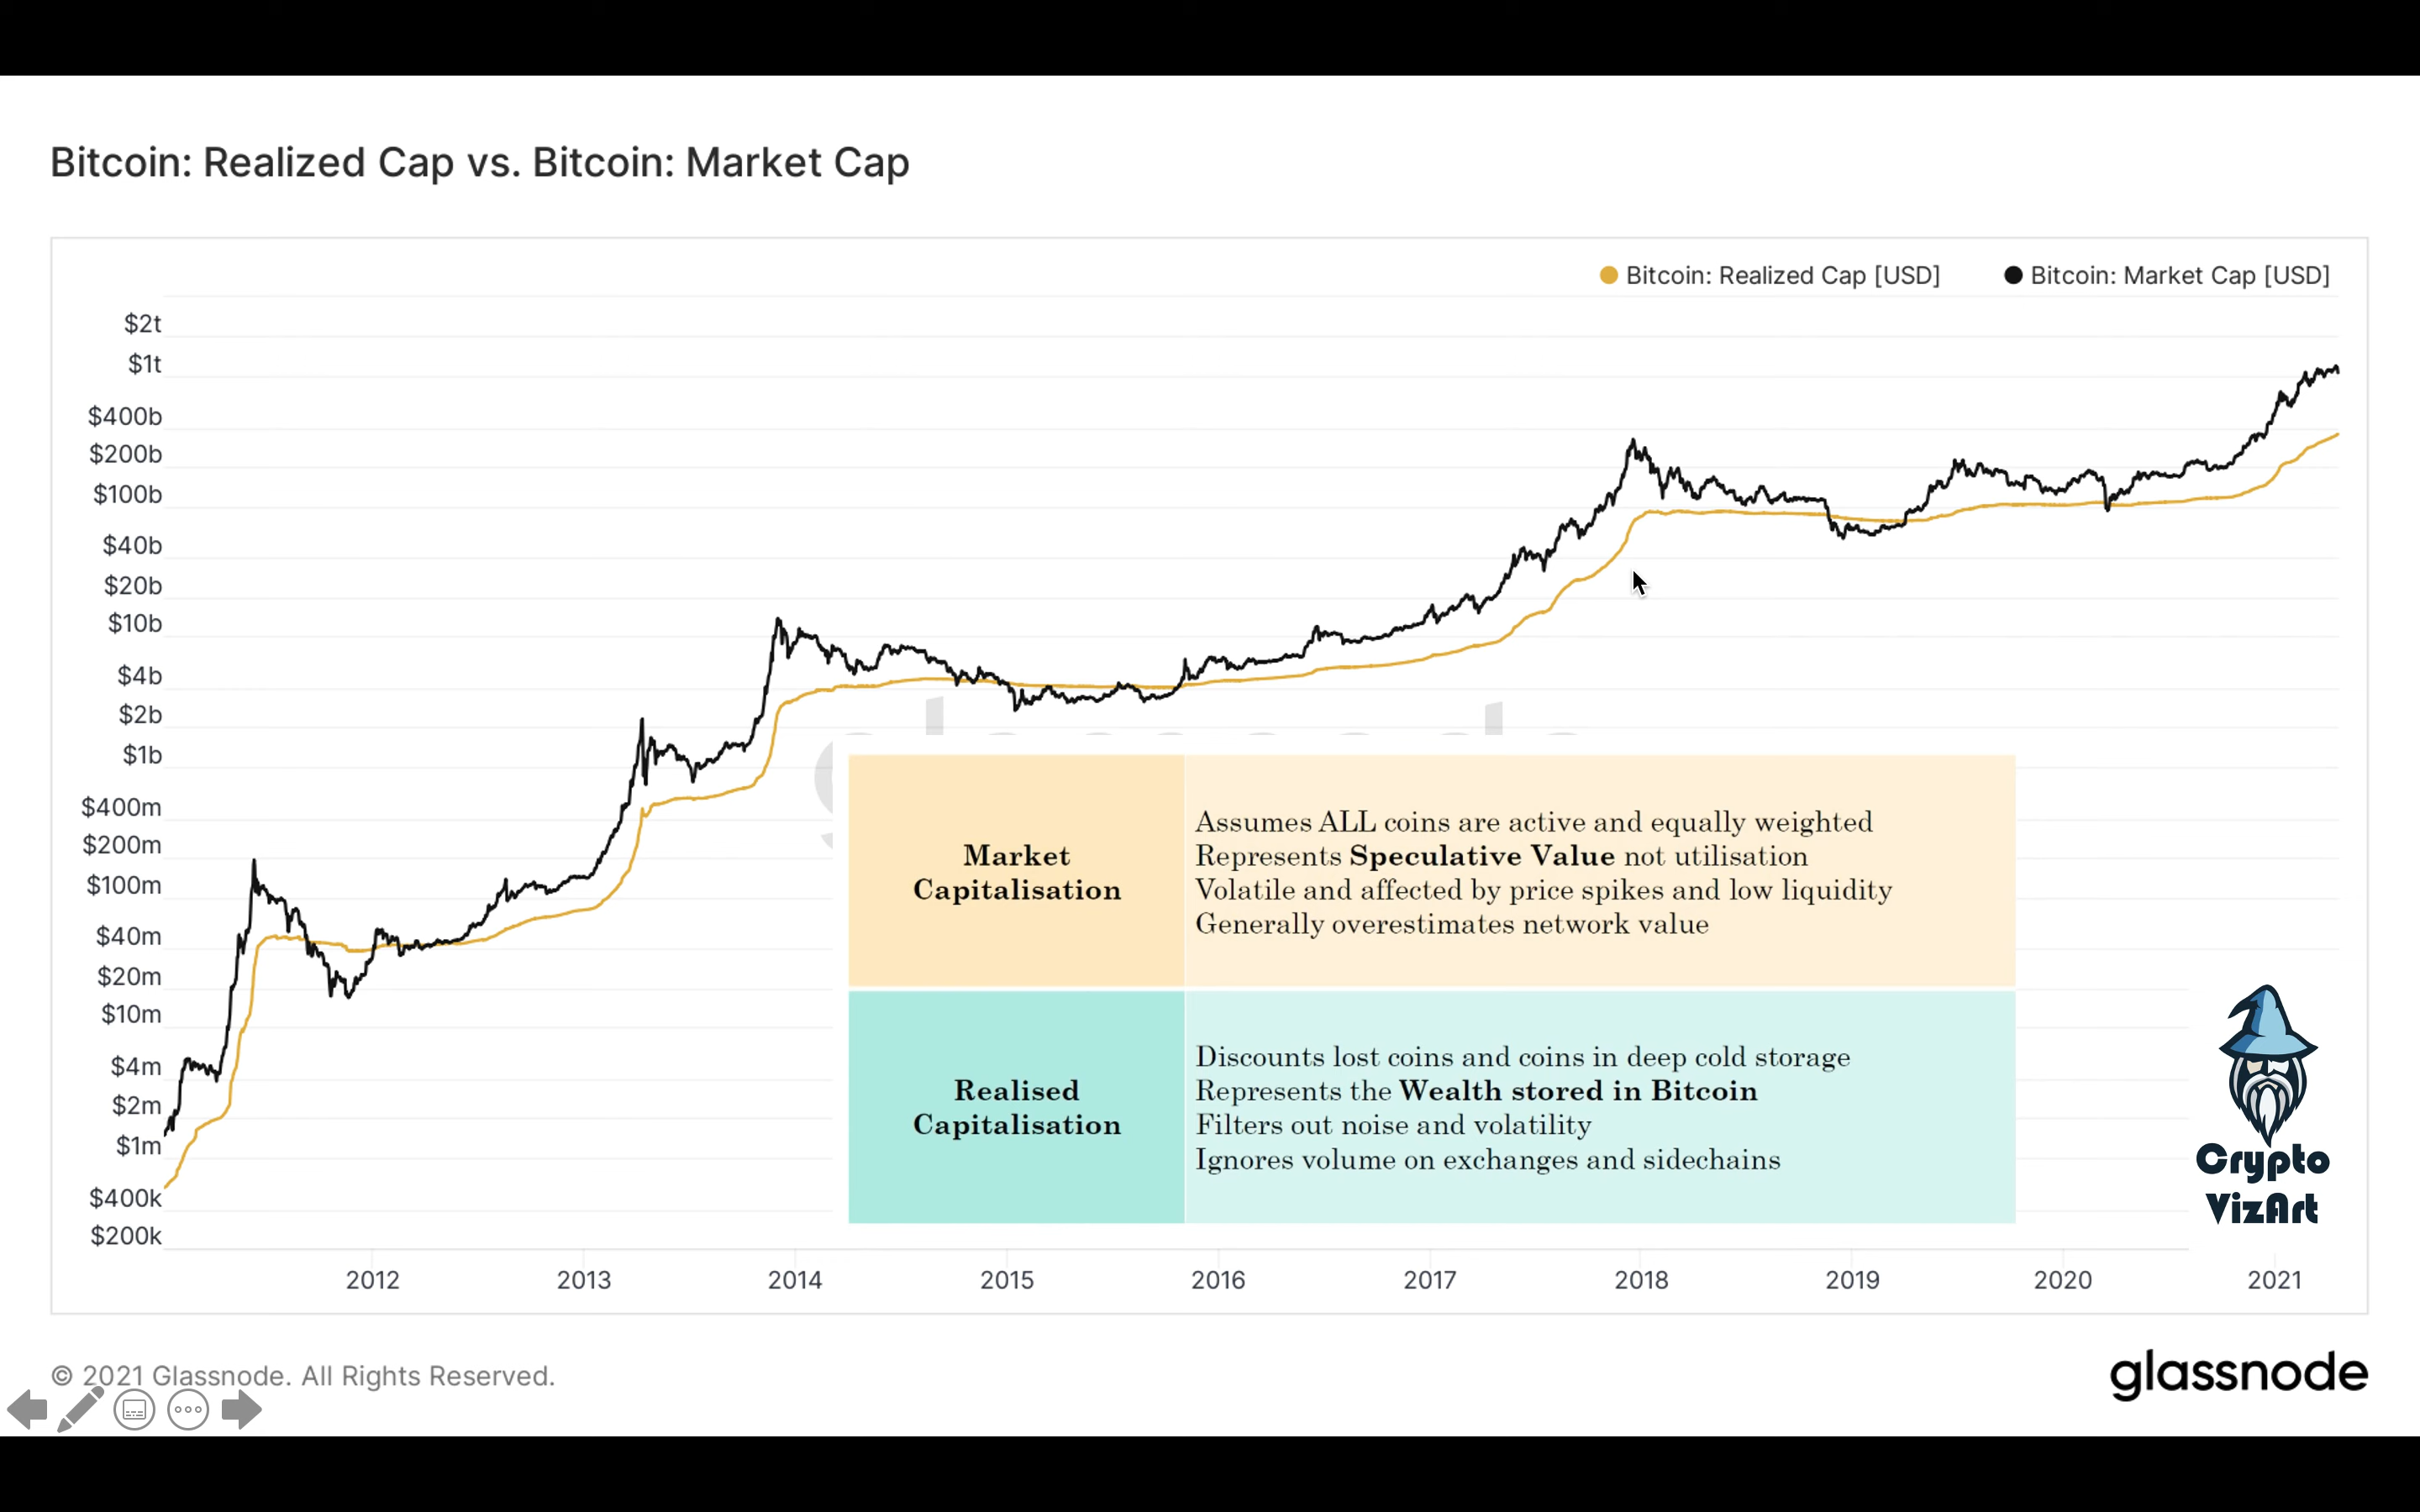 Bitcoin: Realized Cap vs. Bitcoin: Market Cap
Bitcoin: Realized Cap [USD]
Bitcoin: Market Cap [USD]
$2t
$1t
$400b
$200b
$100b
$40b
$20b
$10b
$4b
$2b
$1b
$400m
$200m
$100m
$40m
$20m
$10m
$4m
$2m
$1m
$400k
$200k
Market
Capitalisation
Assumes ALL coins are active and equally weighted
Represents Speculative Value not utilisation
Volatile and affected by price spikes and low liquidity
Generally overestimates network value
Realised
Capitalisation
Discounts lost coins and coins in deep cold storage
Represents the Wealth stored in Bitcoin
Filters out noise and volatility
Ignores volume on exchanges and sidechains
Crypto
VizArt
2012
2013
2014
2015
2016
2017
2018
2019
2020
2021
© 2021 Glassnode. All Rights Reserved.
glassnode